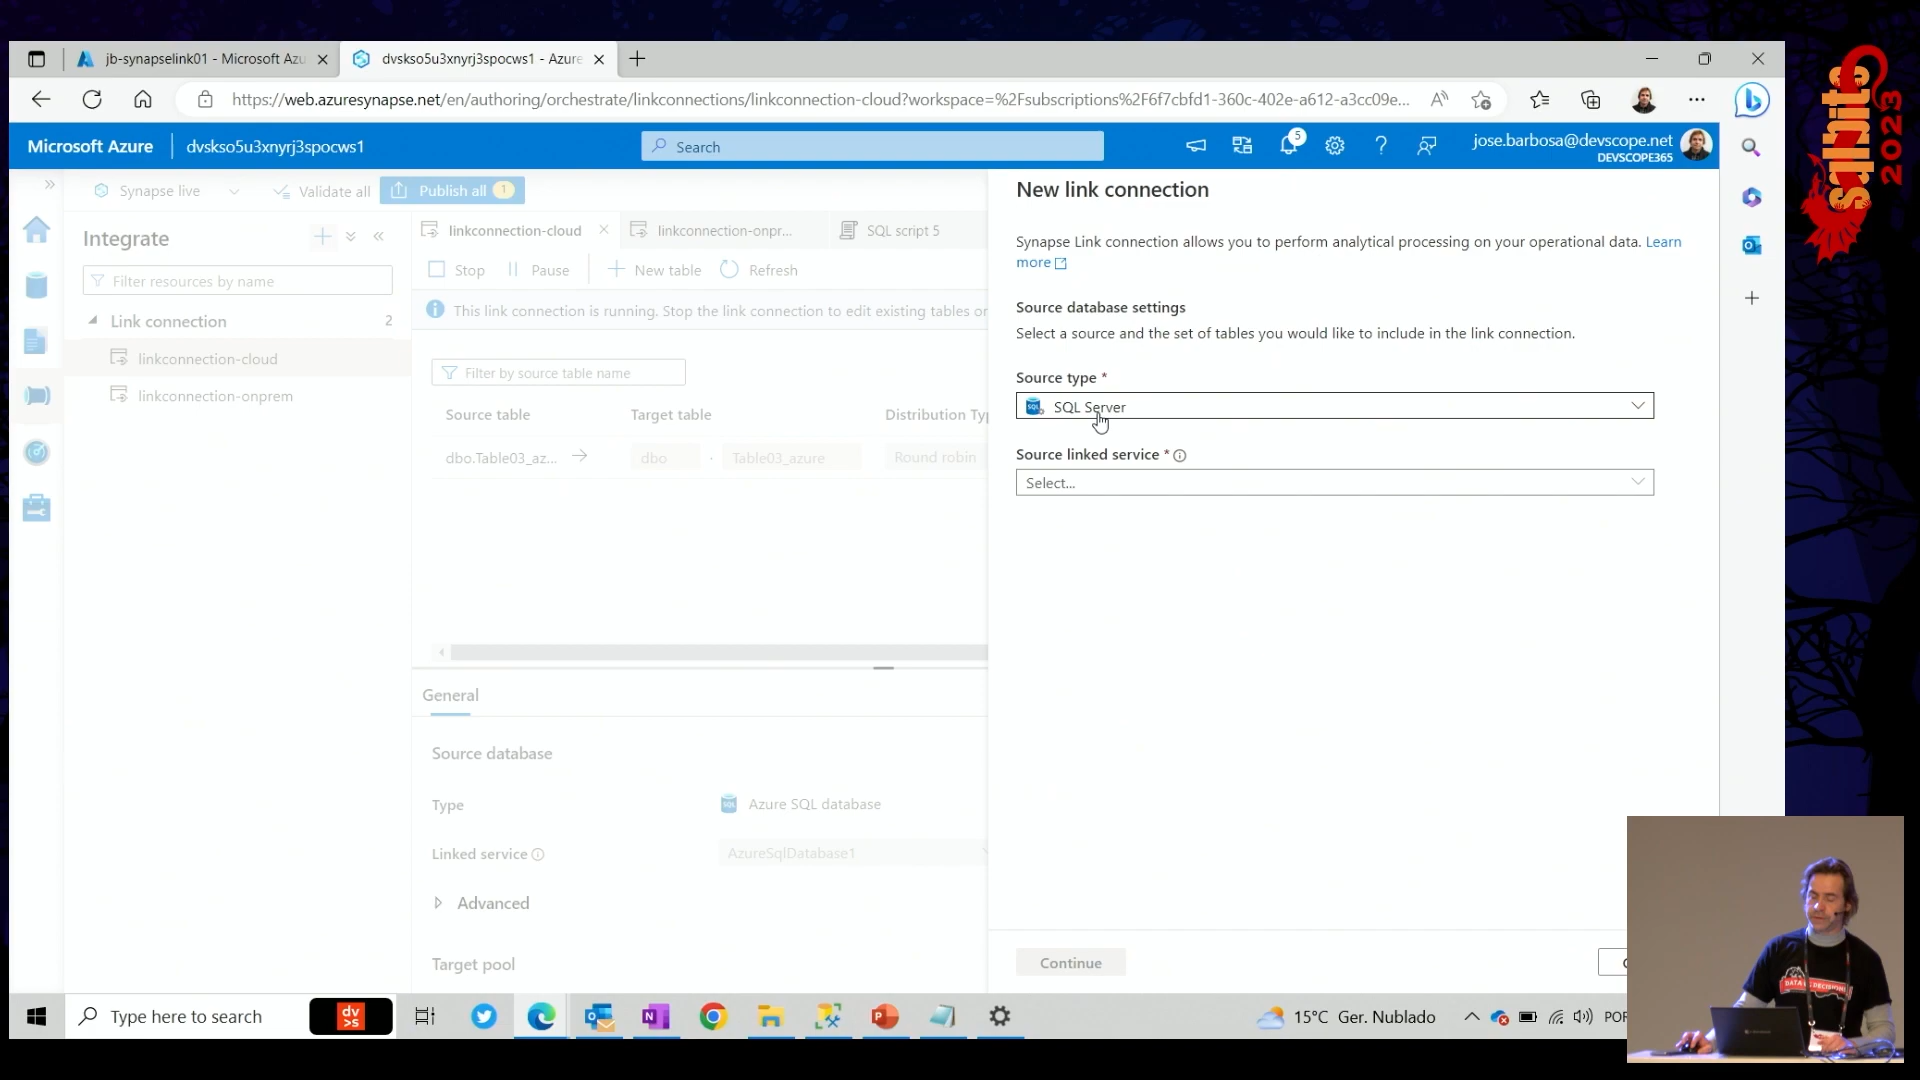 jb-synapselink01 - Microsoft Azu
dvskso5u3xnyrj3spocws1 - Azure
https://web.azuresynapse.net/en/authoring/orchestrate/linkconnections/linkconnection-cloud?workspace=%2Fsubscriptions%2F6f7cbfd1-360c-402e-a612-a3cc09e...
Microsoft Azure
dvskso5u3xnyrj3spocws1
Search
5
jose.barbosa@devscope.net
DEVSCOPE365
sqlbits
2023
Synapse live
Validate all
Publish all
1
Integrate
Filter resources by name
Link connection
2
linkconnection-cloud
linkconnection-onprem
linkconnection-cloud
linkconnection-onpr...
SQL script 5
Stop
Pause
New table
Refresh
This link connection is running. Stop the link connection to edit existing tables or
Filter by source table name
Source table
Target table
Distribution Typ
dbo.Table03_az...
dbo
.
Table03_azure
Round robin
General
Source database
Type
Azure SQL database
Linked service
AzureSqlDatabase1
Advanced
Target pool
New link connection
Synapse Link connection allows you to perform analytical processing on your operational data. Learn
more
Source database settings
Select a source and the set of tables you would like to include in the link connection.
Source type *
SQL Server
Source linked service *
Select...
Continue
Type here to search
dv
>s
15°C Ger. Nublado
POR